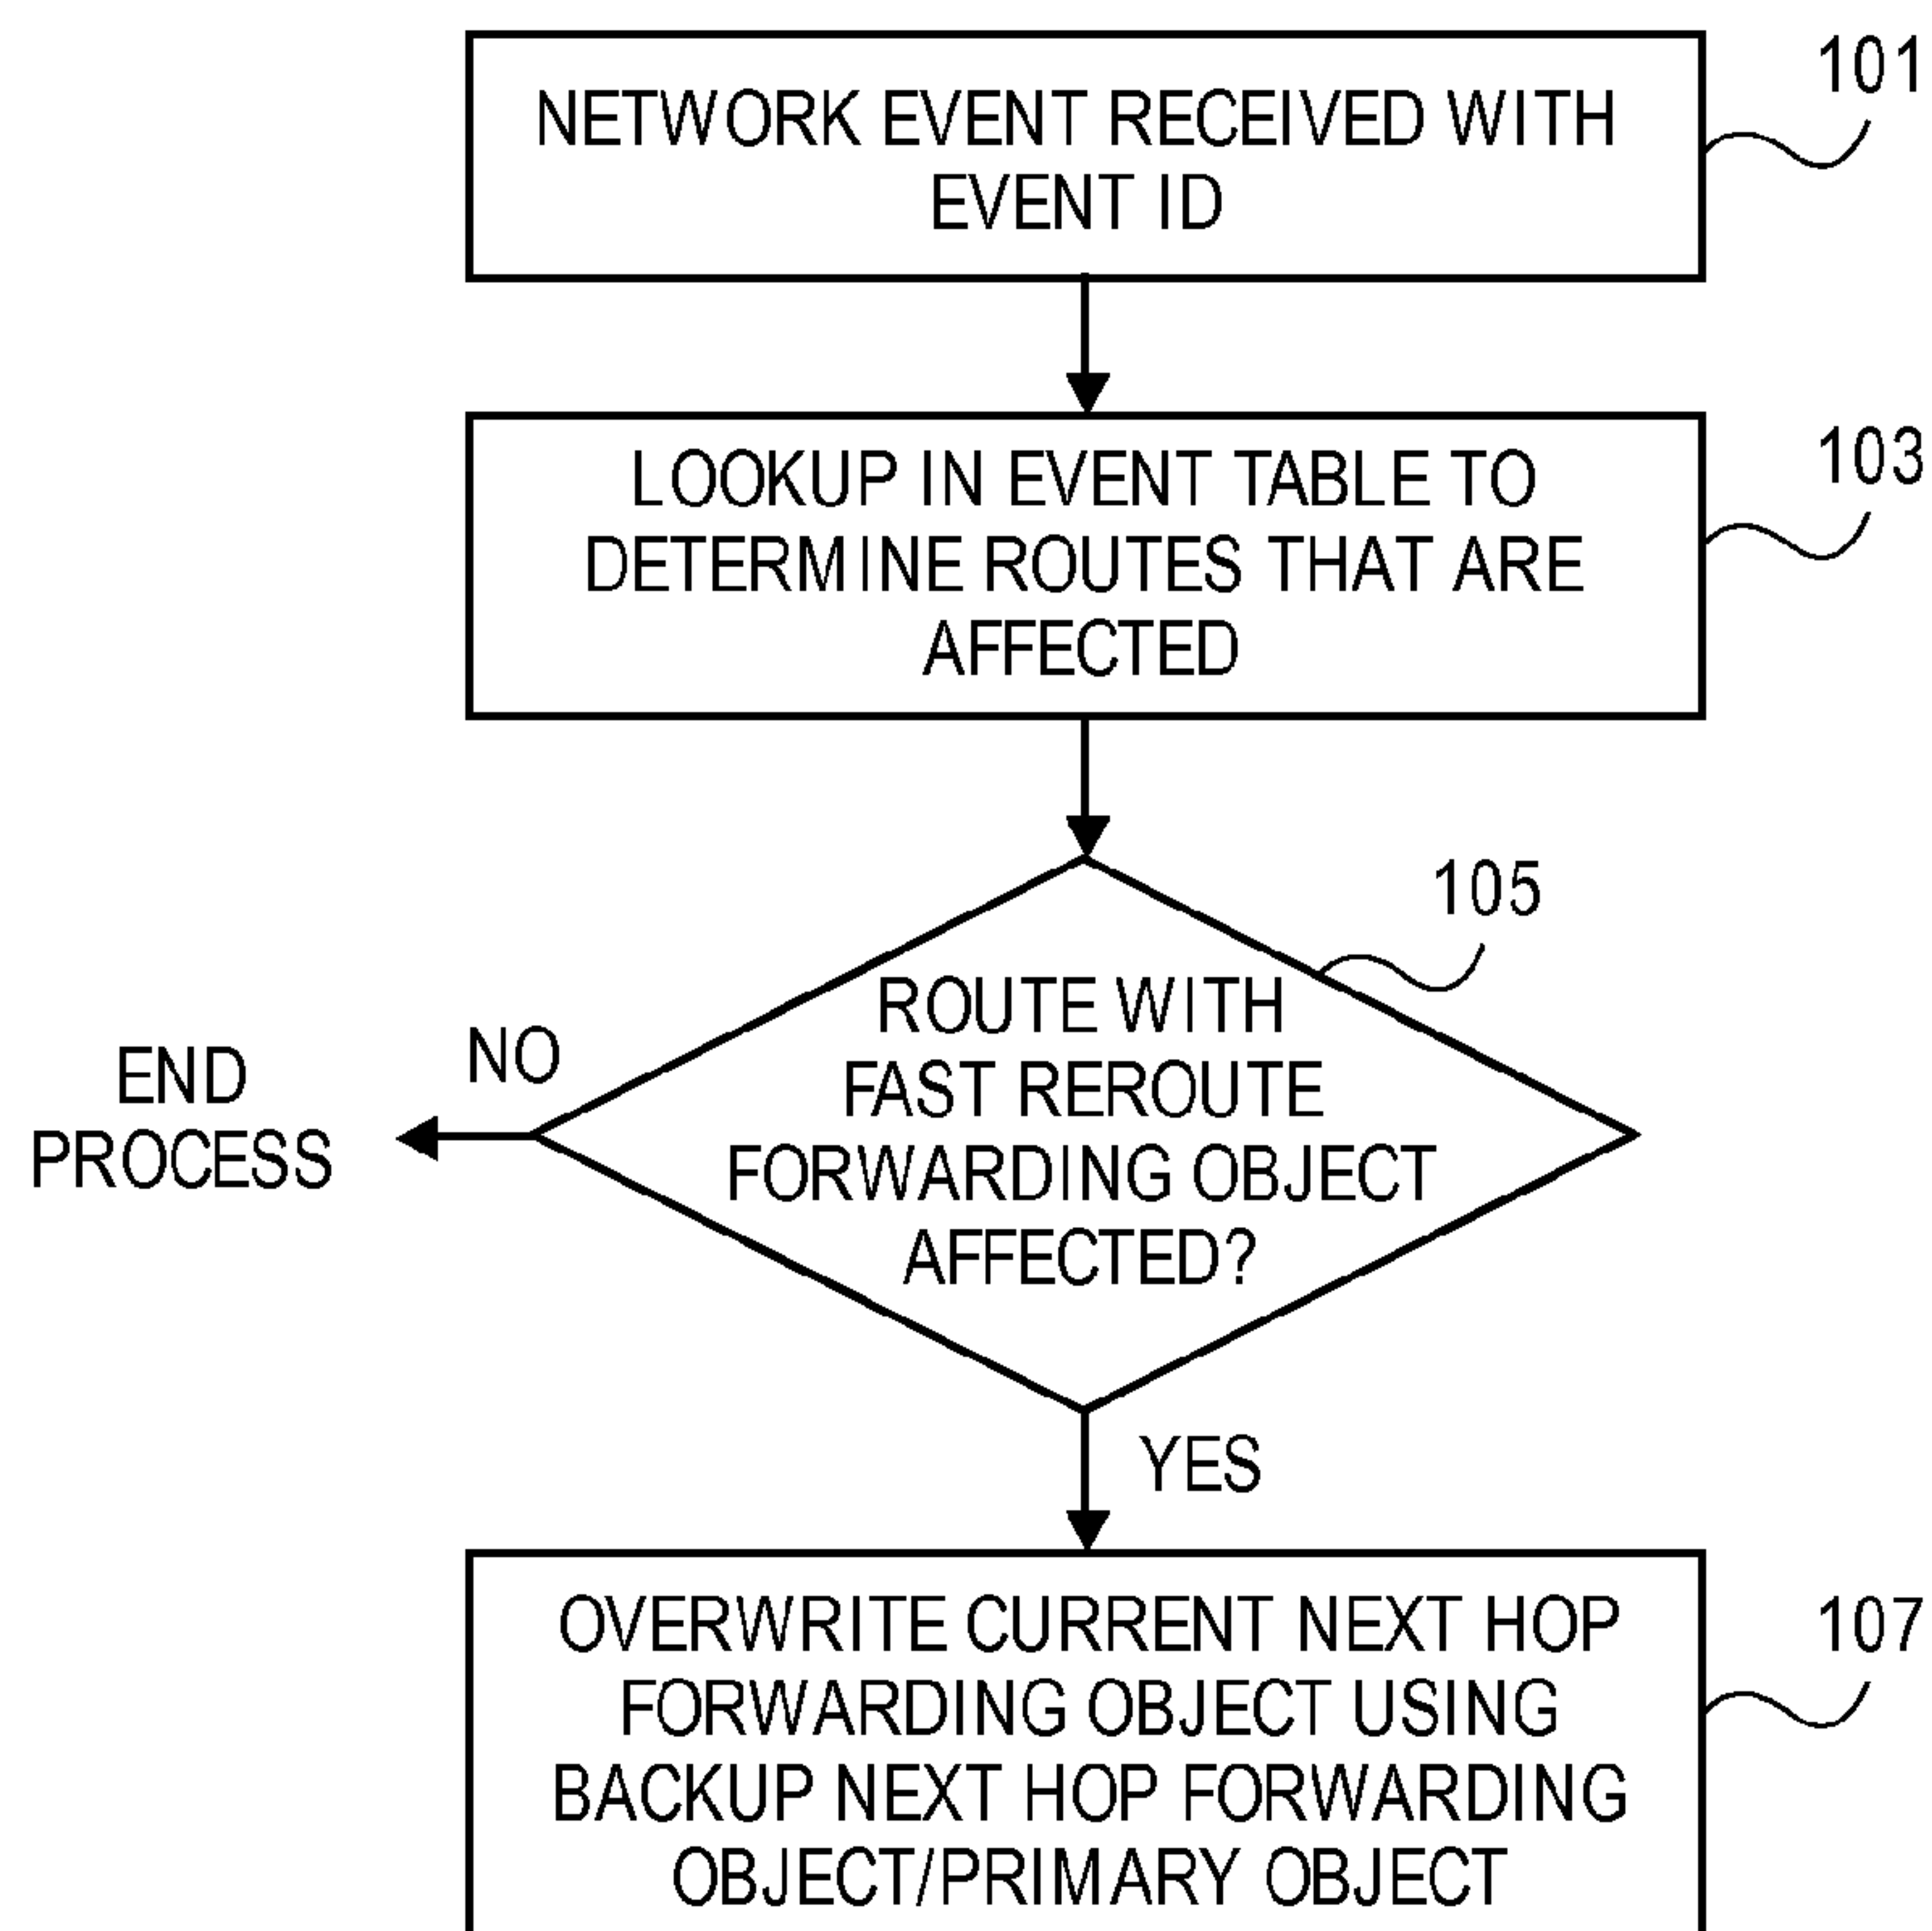 NETWORK EVENT RECEIVED WITH
EVENT ID
101
LOOKUP IN EVENT TABLE TO
DETERMINE ROUTES THAT ARE
AFFECTED
103
ROUTE WITH
FAST REROUTE
FORWARDING OBJECT
AFFECTED?
105
NO
END
PROCESS
YES
OVERWRITE CURRENT NEXT HOP
FORWARDING OBJECT USING
BACKUP NEXT HOP FORWARDING
OBJECT/PRIMARY OBJECT
107